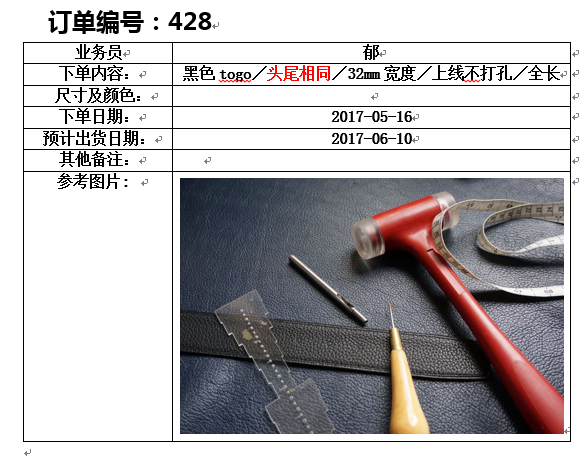 订单编号：428
业务员 郁
下单内容： 黑色 togo／头尾相同／32mm 宽度／上线不打孔／全长
尺寸及颜色：
下单日期： 2017-05-16
预计出货日期： 2017-06-10
其他备注：
参考图片：